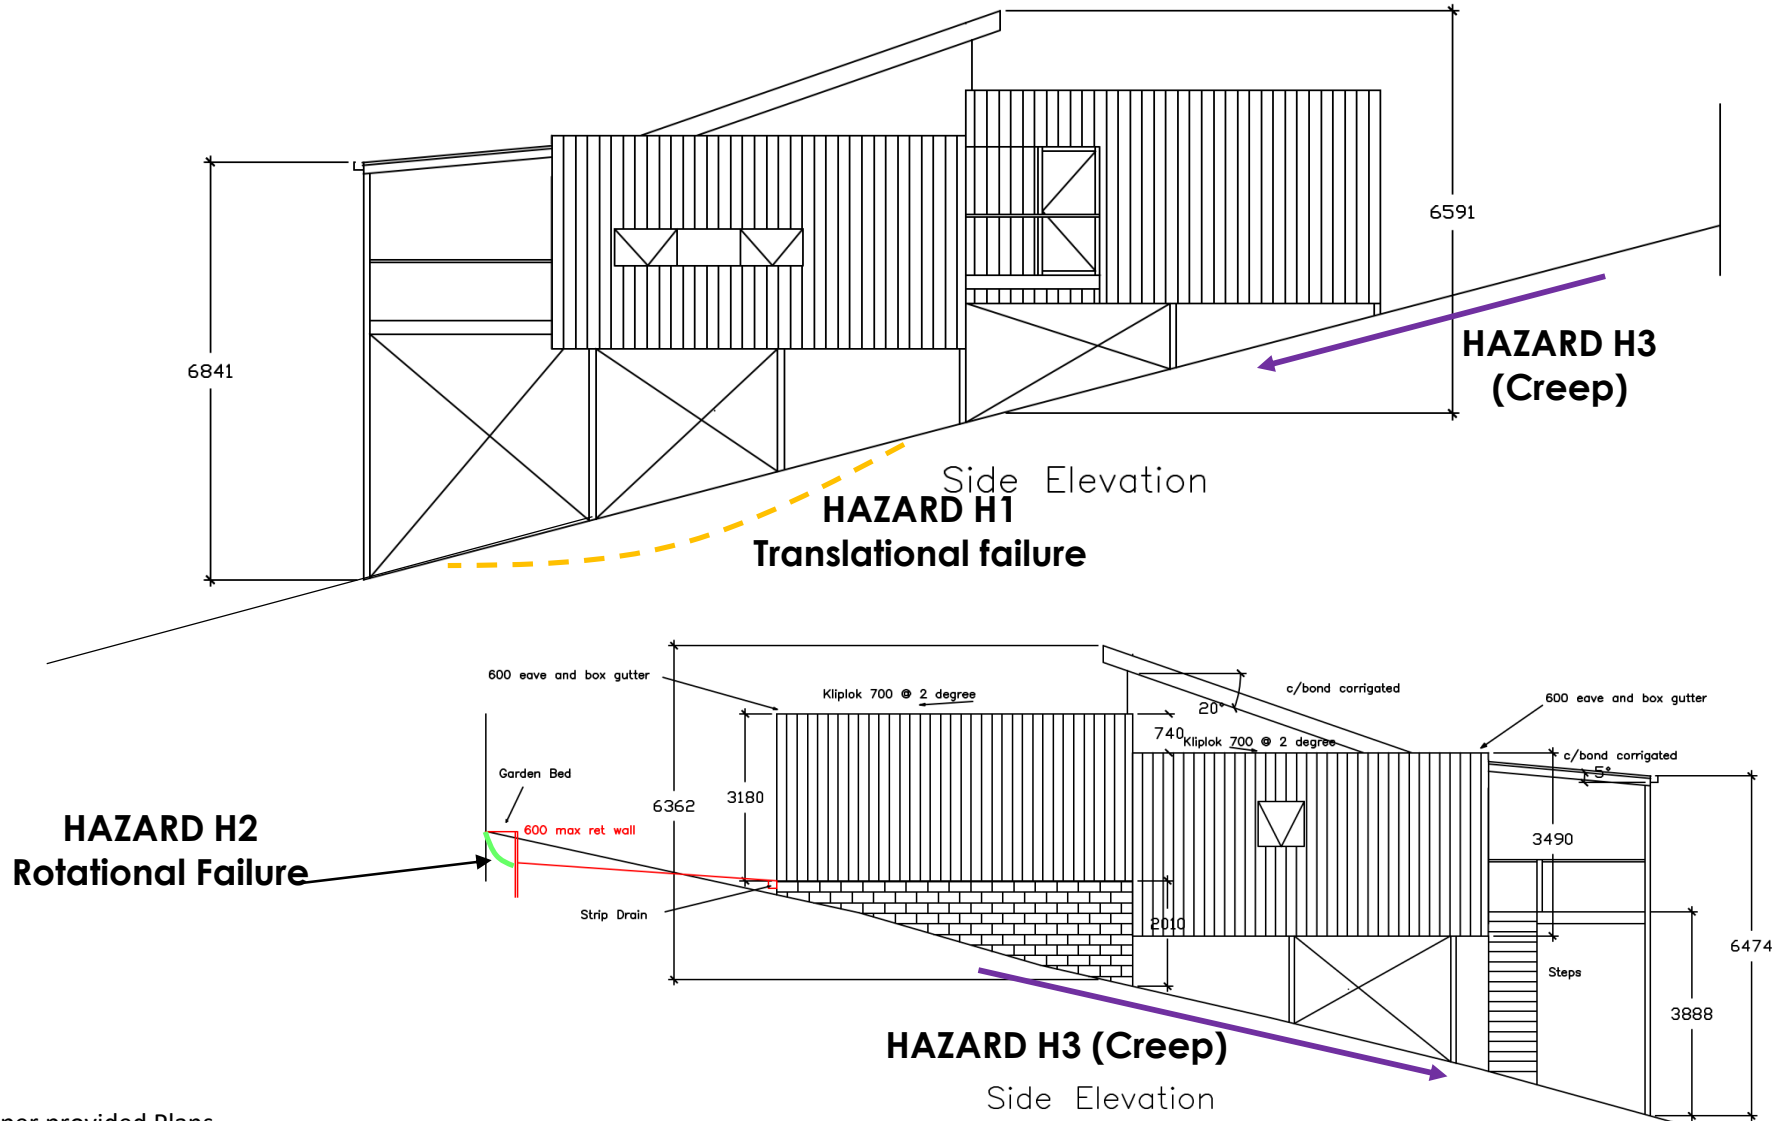 6591
6841
HAZARD H3
(Creep)
Side Elevation
HAZARD H1
Translational failure
600 eave and box gutter
Kliplok 700 @ 2 degree
c/bond corrigated
20°
600 eave and box gutter
740
Kliplok 700 @ 2 degree
c/bond corrigated
5°
Garden Bed
6362
3180
HAZARD H2
Rotational Failure
600 max ret wall
3490
Strip Drain
2010
6474
Steps
3888
HAZARD H3 (Creep)
Side Elevation
per provided Plans